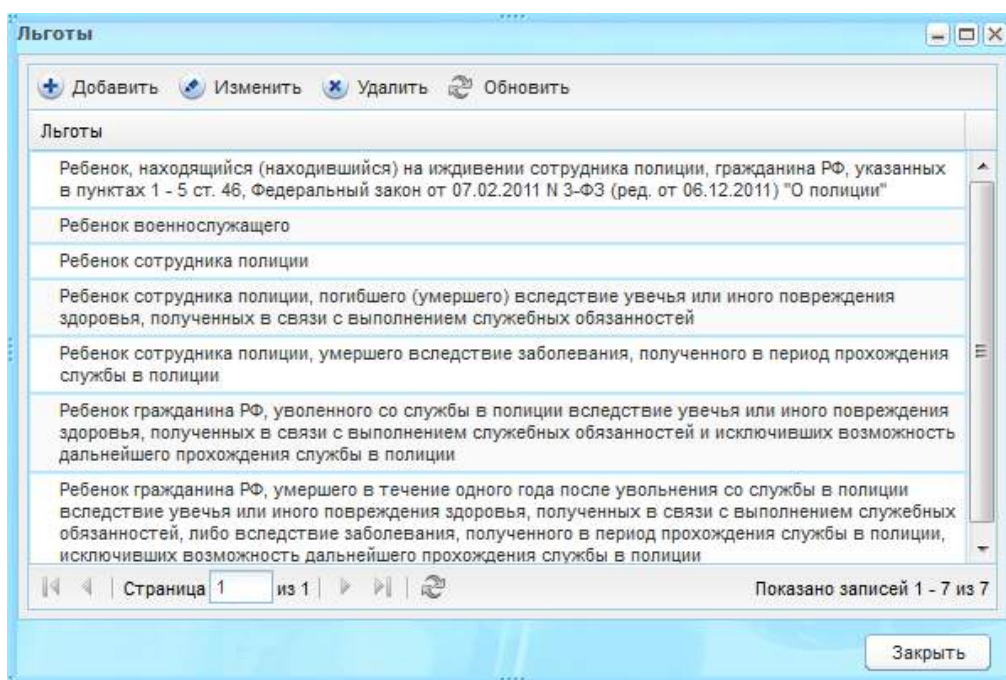 Льготы
Добавить Изменить Удалить Обновить
Льготы
Ребенок, находящийся (находившийся) на иждивении сотрудника полиции, гражданина РФ, указанных
в пунктах 1 - 5 ст. 46, Федеральный закон от 07.02.2011 N 3-ФЗ (ред. от 06.12.2011) "О полиции"
Ребенок военнослужащего
Ребенок сотрудника полиции
Ребенок сотрудника полиции, погибшего (умершего) вследствие увечья или иного повреждения
здоровья, полученных в связи с выполнением служебных обязанностей
Ребенок сотрудника полиции, умершего вследствие заболевания, полученного в период прохождения
службы в полиции
Ребенок гражданина РФ, уволенного со службы в полиции вследствие увечья или иного повреждения
здоровья, полученных в связи с выполнением служебных обязанностей и исключивших возможность
дальнейшего прохождения службы в полиции
Ребенок гражданина РФ, умершего в течение одного года после увольнения со службы в полиции
вследствие увечья или иного повреждения здоровья, полученных в связи с выполнением служебных
обязанностей, либо вследствие заболевания, полученного в период прохождения службы в полиции,
исключивших возможность дальнейшего прохождения службы в полиции
Страница 1 из 1 Показано записей 1 - 7 из 7
Закрыть